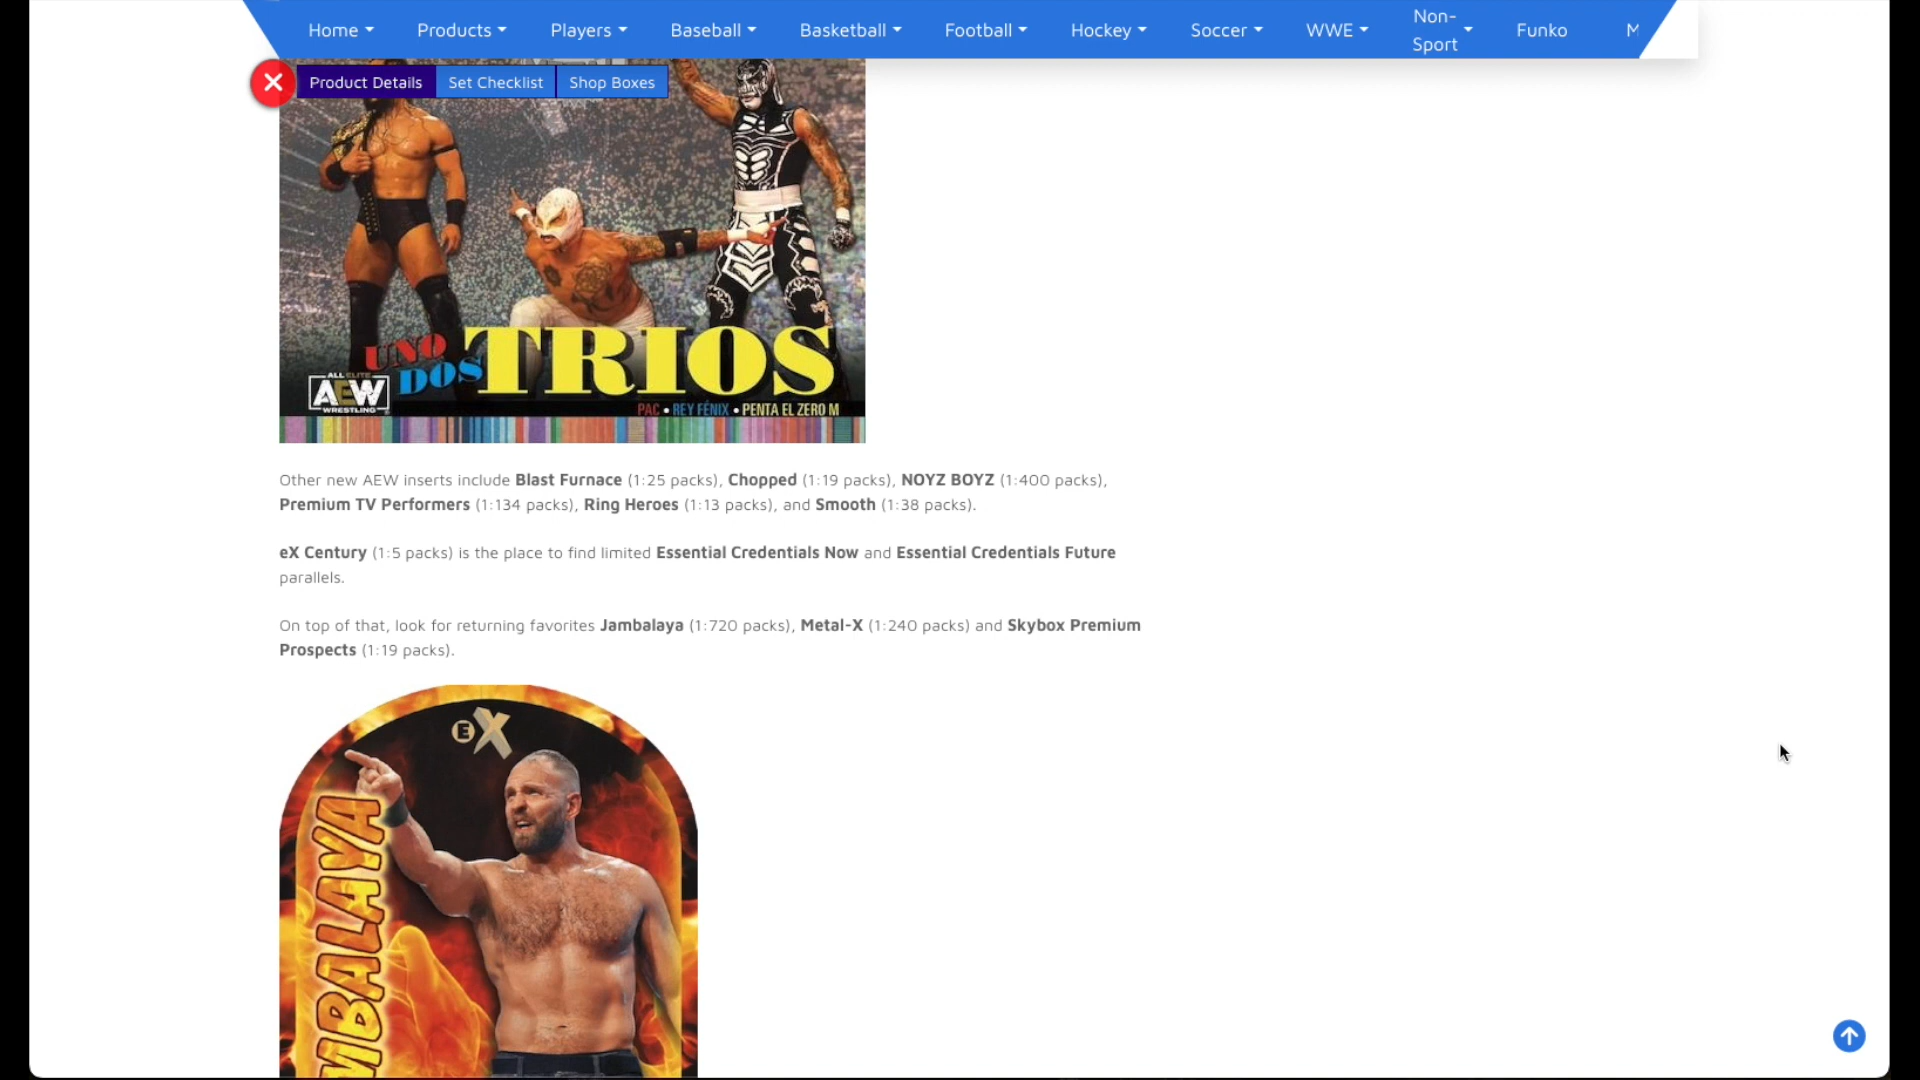 Home Products Players Baseball Basketball Football Hockey Soccer WWE Non-Sport Funko M
Product Details Set Checklist Shop Boxes
UNO
DOS TRIOS
ALL ELITE
AEW
WRESTLING
PAC • REY FÉNIX • PENTA EL ZERO M
Other new AEW inserts include Blast Furnace (1:25 packs), Chopped (1:19 packs), NOYZ BOYZ (1:400 packs),
Premium TV Performers (1:134 packs), Ring Heroes (1:13 packs), and Smooth (1:38 packs).
eX Century (1:5 packs) is the place to find limited Essential Credentials Now and Essential Credentials Future
parallels.
On top of that, look for returning favorites Jambalaya (1:720 packs), Metal-X (1:240 packs) and Skybox Premium
Prospects (1:19 packs).
EX
MBALAYA